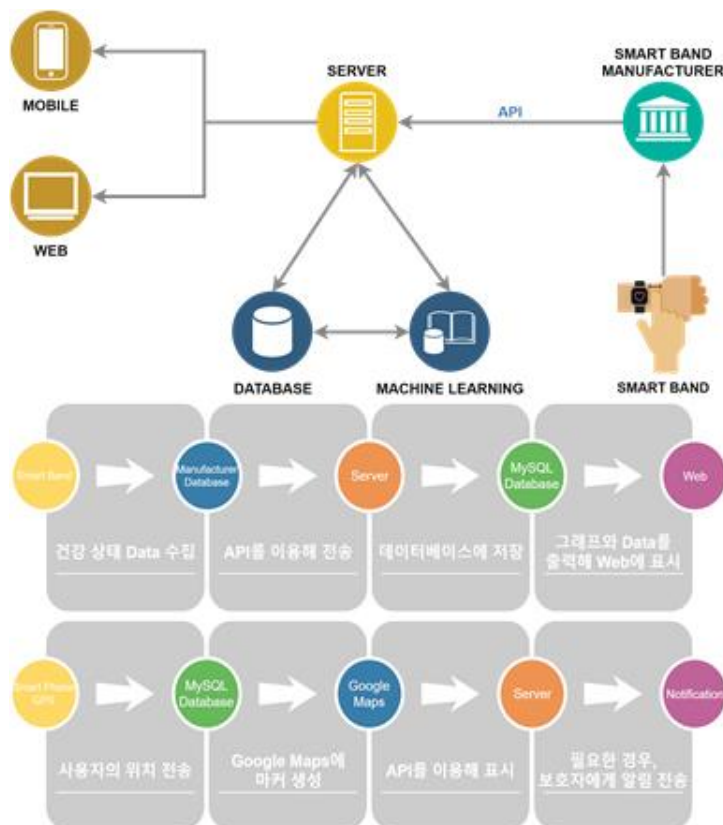 MOBILE
WEB
SERVER
API
SMART BAND
MANUFACTURER
DATABASE
MACHINE LEARNING
SMART BAND
Smart Band
Manufacturer
Database
Server
MySQL
Database
Web
건강 상태 Data 수집
API를 이용해 전송
데이터베이스에 저장
그래프와 Data를
출력해 Web에 표시
Smart Phone
GPS
MySQL
Database
Google
Maps
Server
Notification
사용자의 위치 전송
Google Maps에
마커 생성
API를 이용해 표시
필요한 경우,
보호자에게 알림 전송